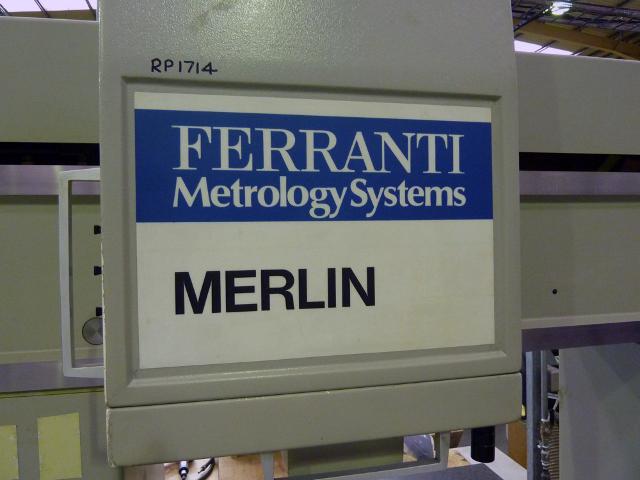 RP1714
FERRANTI
Metrology Systems
MERLIN